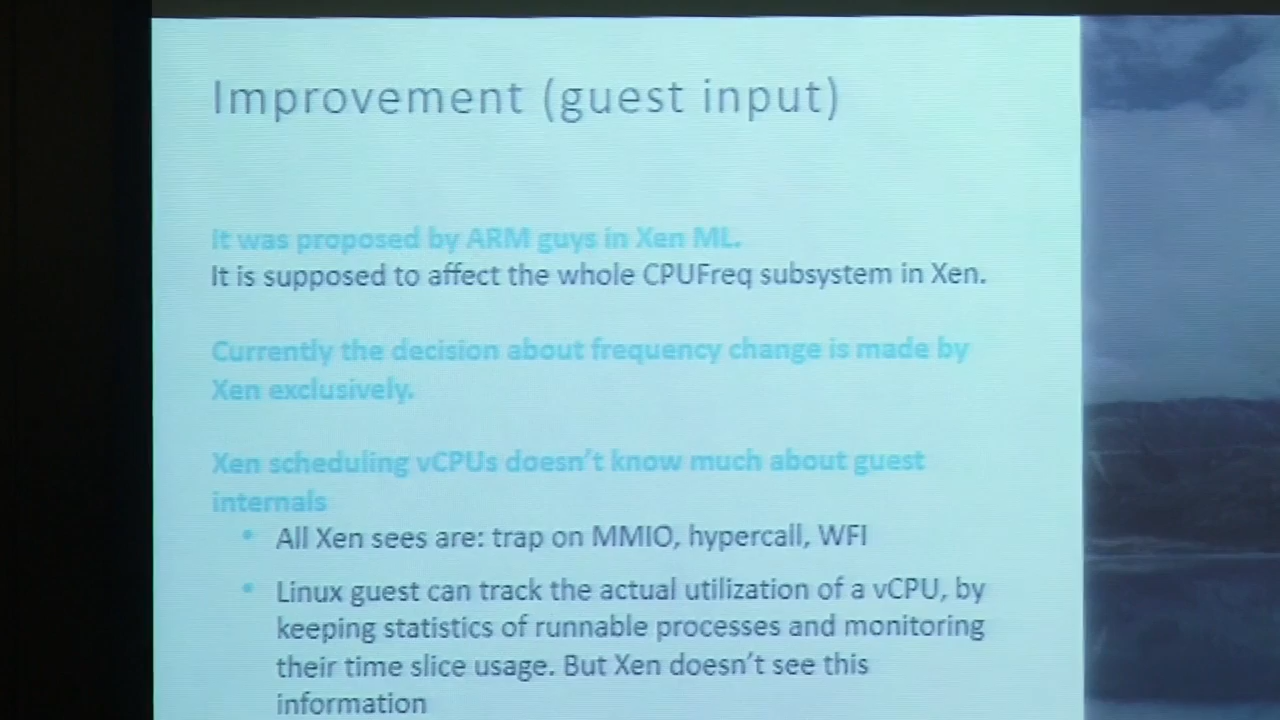 Improvement (guest input)
It was proposed by ARM guys in Xen ML.
It is supposed to affect the whole CPUFreq subsystem in Xen.
Currently the decision about frequency change is made by
Xen exclusively.
Xen scheduling vCPUs doesn't know much about guest
internals
• All Xen sees are: trap on MMIO, hypercall, WFI
• Linux guest can track the actual utilization of a vCPU, by
keeping statistics of runnable processes and monitoring
their time slice usage. But Xen doesn't see this
information